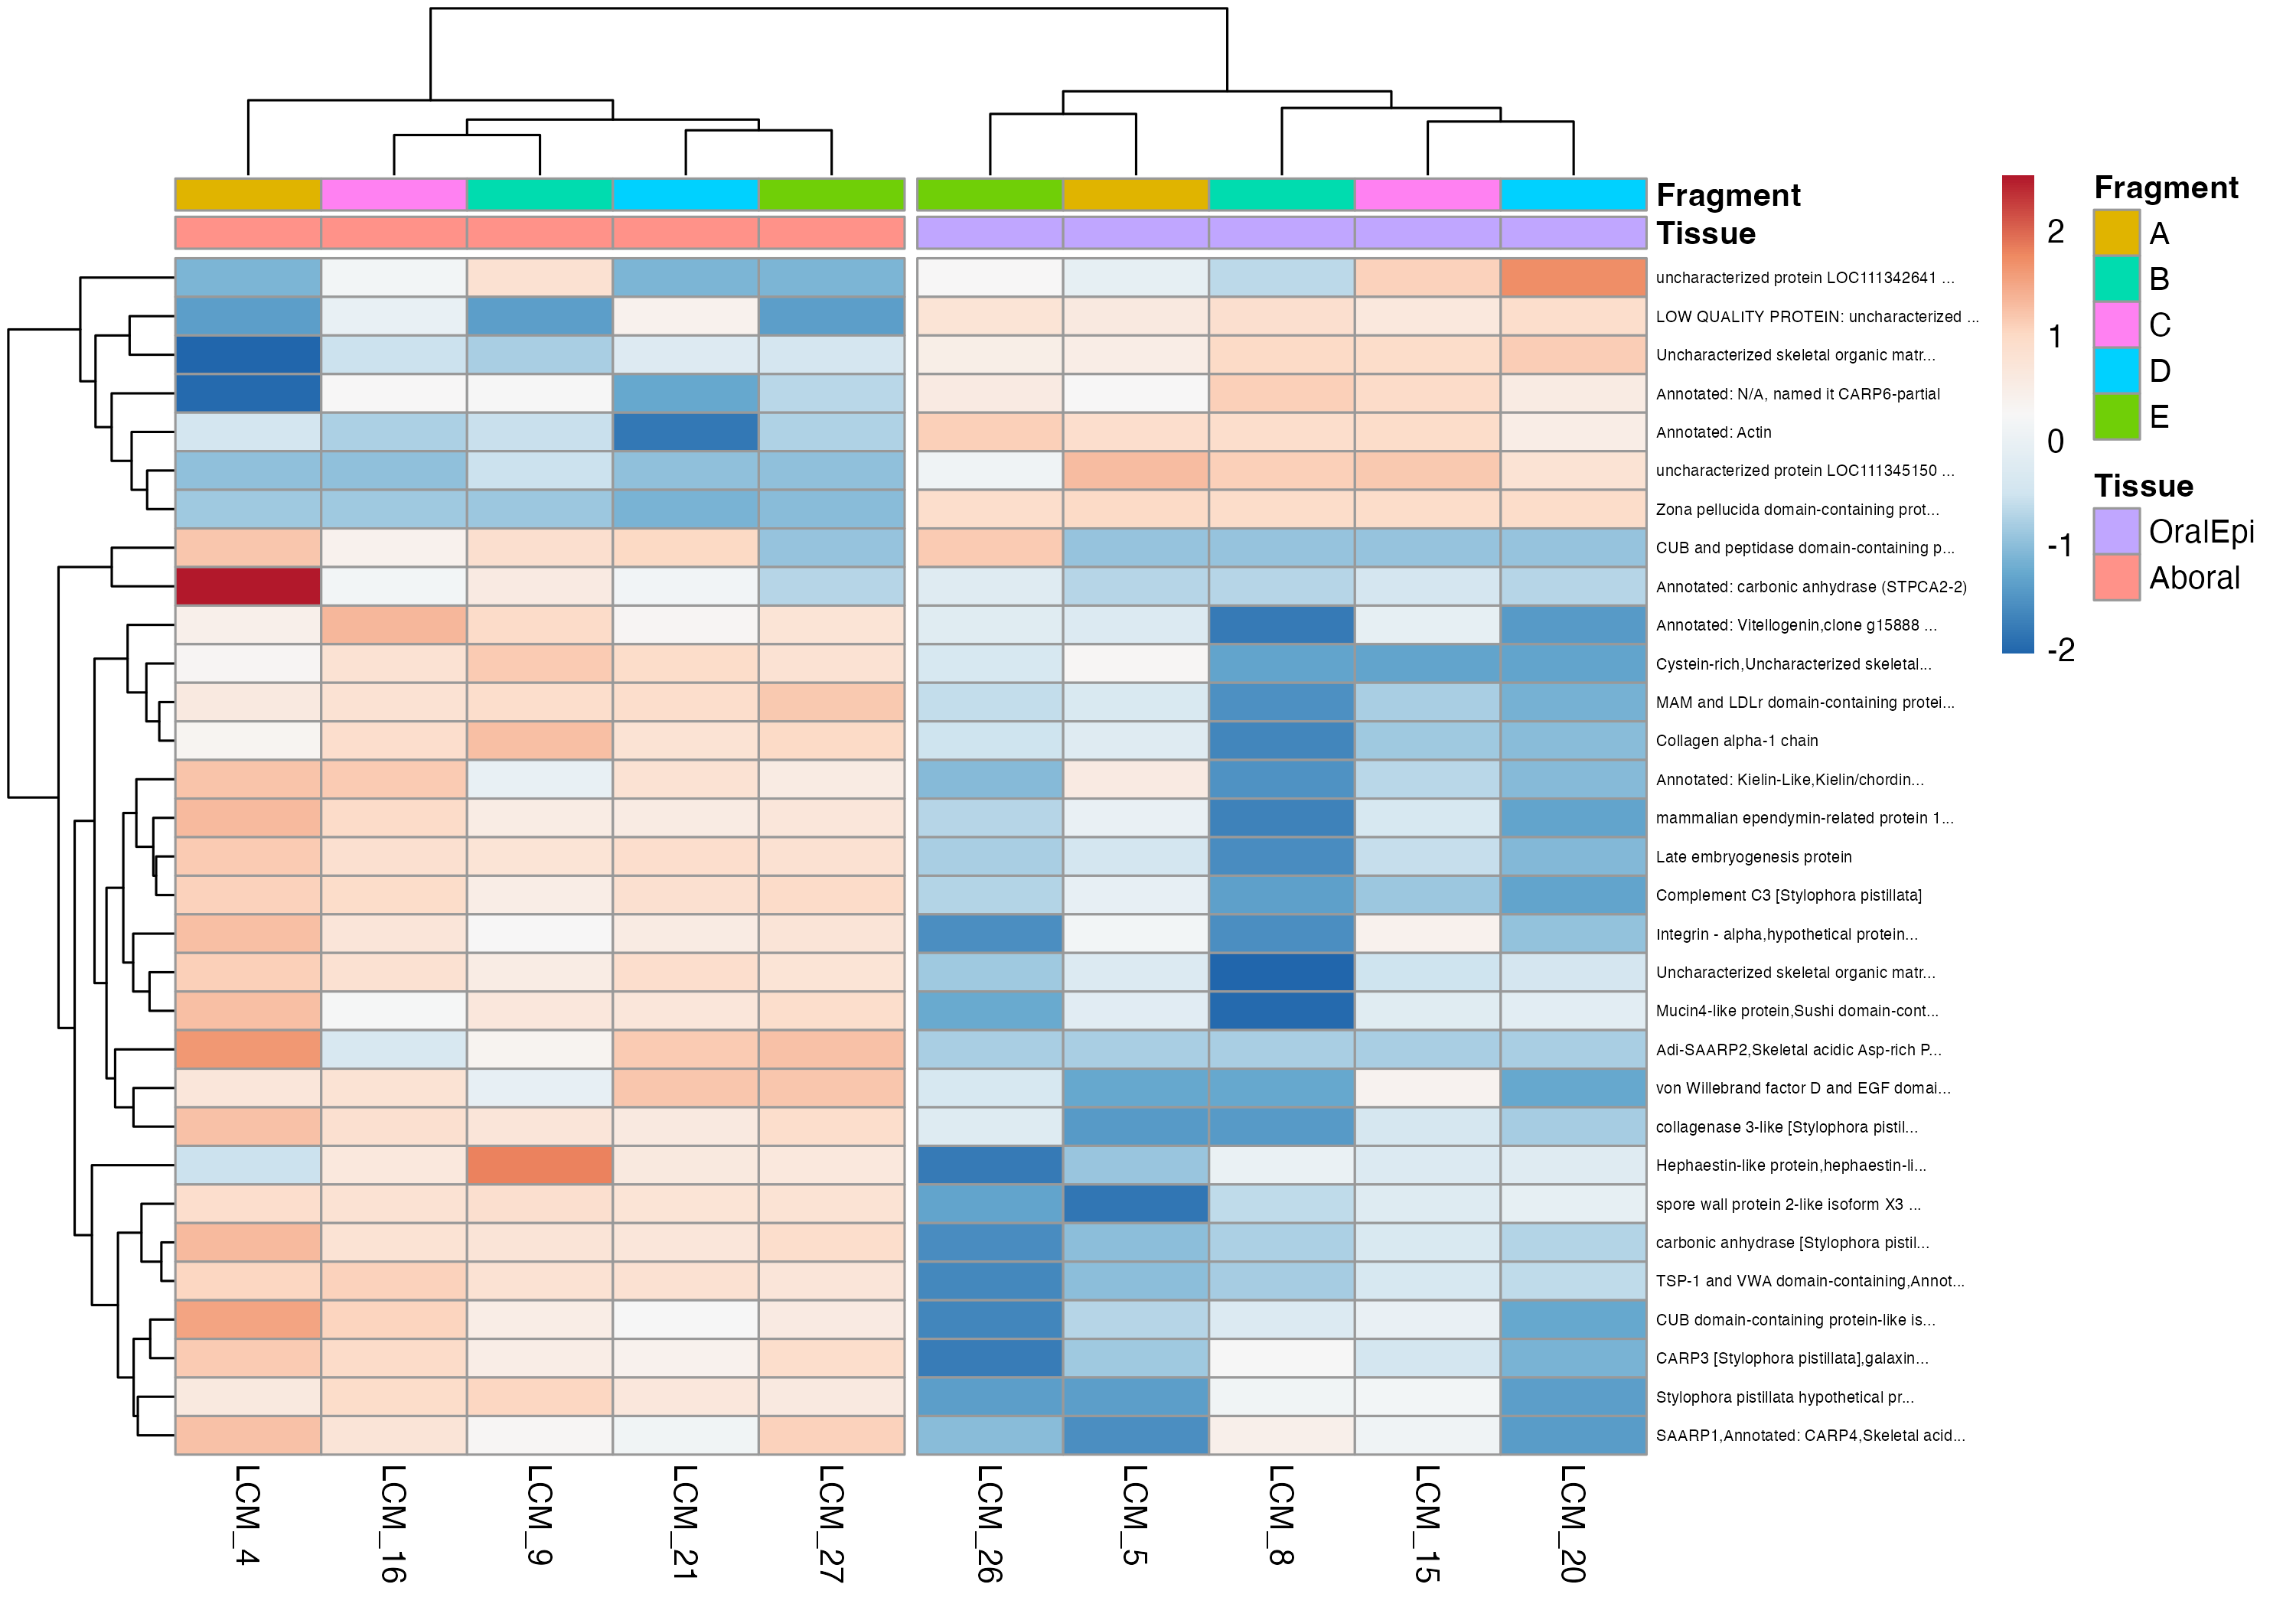 Fragment
Tissue
uncharacterized protein LOC111342641 ...
LOW QUALITY PROTEIN: uncharacterized ...
Uncharacterized skeletal organic matr...
Annotated: N/A, named it CARP6-partial
Annotated: Actin
uncharacterized protein LOC111345150 ...
Zona pellucida domain-containing prot...
CUB and peptidase domain-containing p...
Annotated: carbonic anhydrase (STPCA2-2)
Annotated: Vitellogenin,clone g15888 ...
Cystein-rich,Uncharacterized skeletal...
MAM and LDLr domain-containing protei...
Collagen alpha-1 chain
Annotated: Kielin-Like,Kielin/chordin...
mammalian ependymin-related protein 1...
Late embryogenesis protein
Complement C3 [Stylophora pistillata]
Integrin - alpha,hypothetical protein...
Uncharacterized skeletal organic matr...
Mucin4-like protein,Sushi domain-cont...
Adi-SAARP2,Skeletal acidic Asp-rich P...
von Willebrand factor D and EGF domai...
collagenase 3-like [Stylophora pistil...
Hephaestin-like protein,hephaestin-li...
spore wall protein 2-like isoform X3 ...
carbonic anhydrase [Stylophora pistil...
TSP-1 and VWA domain-containing,Annot...
CUB domain-containing protein-like is...
CARP3 [Stylophora pistillata],galaxin...
Stylophora pistillata hypothetical pr...
SAARP1,Annotated: CARP4,Skeletal acid...
LCM_4
LCM_16
LCM_9
LCM_21
LCM_27
LCM_26
LCM_5
LCM_8
LCM_15
LCM_20
2
1
0
-1
-2
Fragment
A
B
C
D
E
Tissue
OralEpi
Aboral